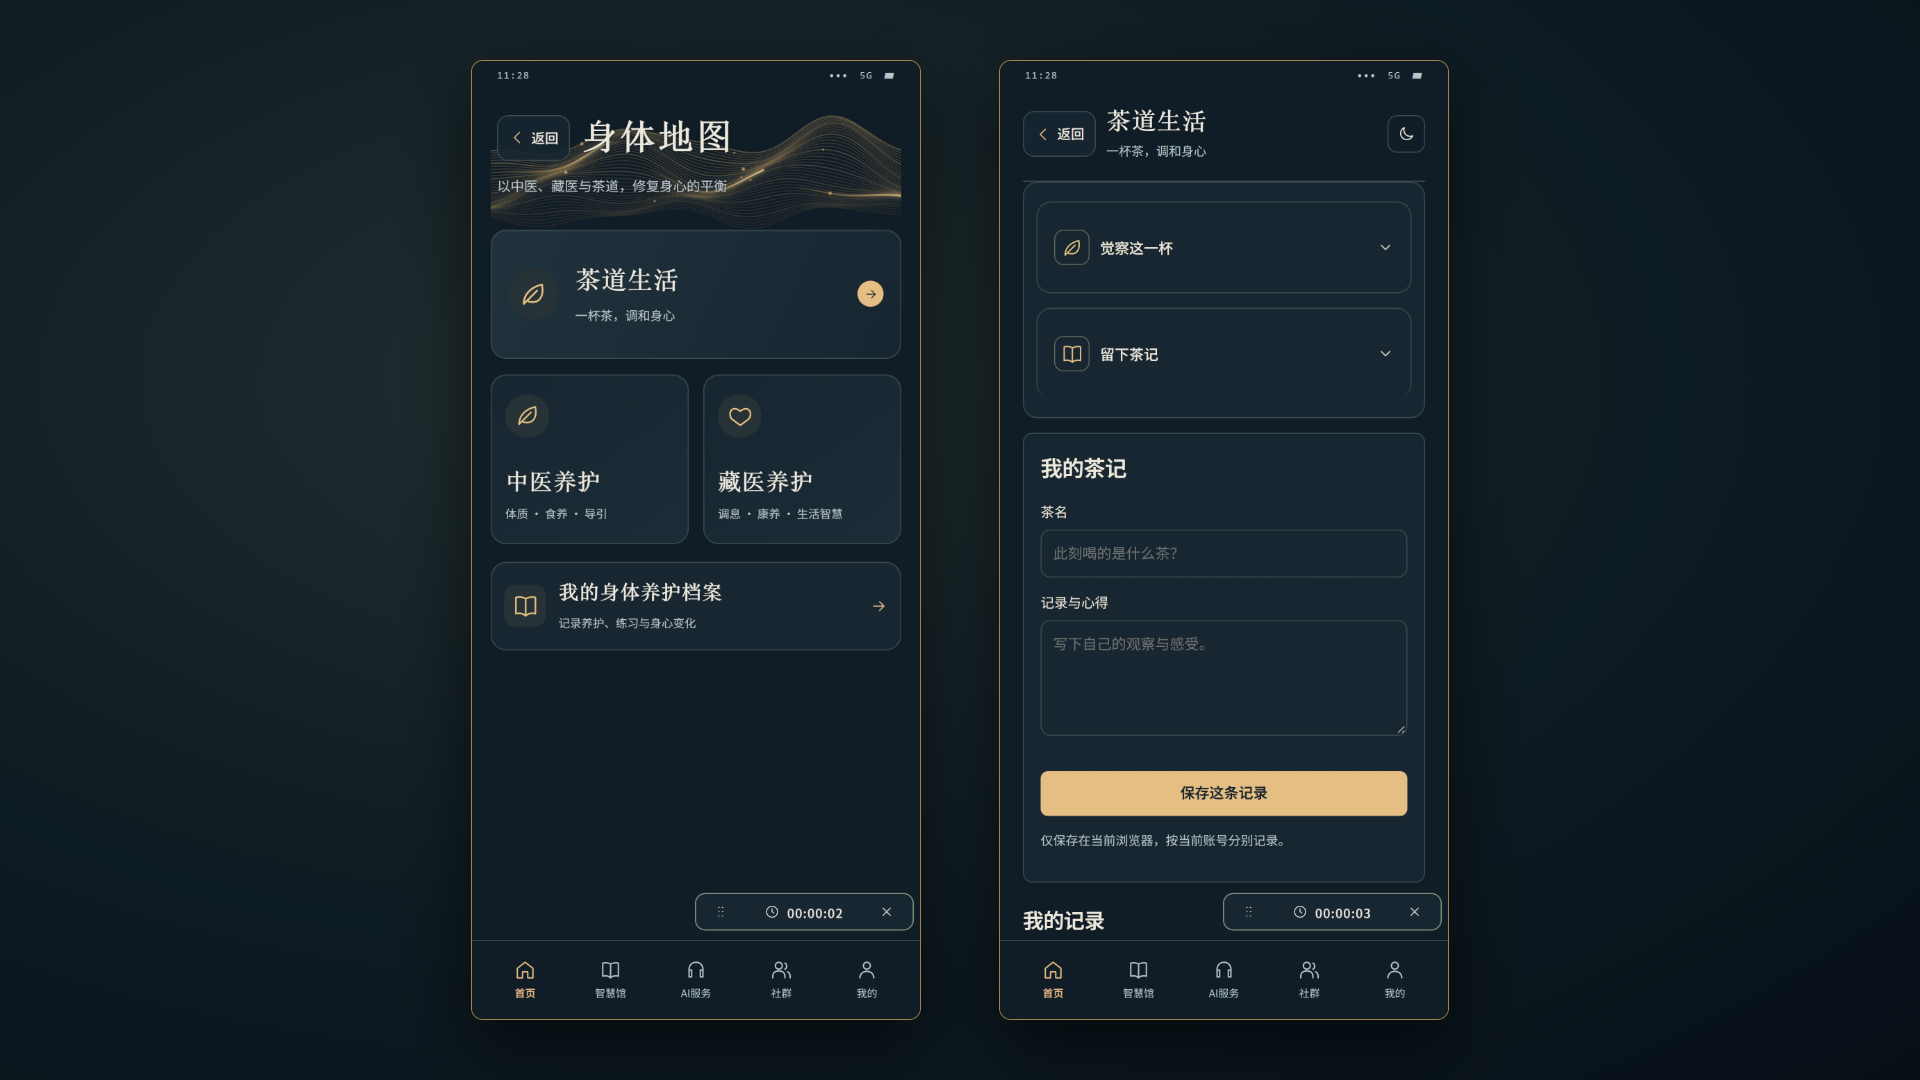 11:28
••• 5G
返回
身体地图
以中医、藏医与茶道，修复身心的平衡
茶道生活
一杯茶，调和身心
中医养护
体质 · 食养 · 导引
藏医养护
调息 · 康养 · 生活智慧
我的身体养护档案
记录养护、练习与身心变化
00:00:02
首页
智慧馆
AI服务
社群
我的
11:28
••• 5G
返回
茶道生活
一杯茶，调和身心
觉察这一杯
留下茶记
我的茶记
茶名
此刻喝的是什么茶？
记录与心得
写下自己的观察与感受。
保存这条记录
仅保存在当前浏览器，按当前账号分别记录。
我的记录
00:00:03
首页
智慧馆
AI服务
社群
我的